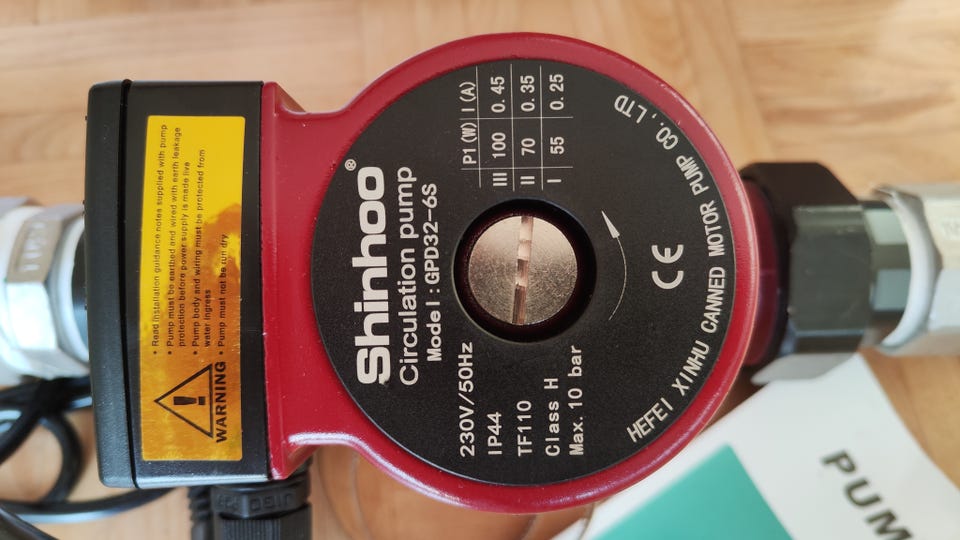 Shinhoo®
Circulation pump
Model:GPD32-6S
230V/50Hz
IP44
TF110
Class H
Max. 10 bar
P1(W) I(A)
III 100 0.45
II 70 0.35
I 55 0.25
CE
HEFEI XINHU CANNED MOTOR PUMP CO.,LTD
WARNING
• Read installation guidance notes supplied with pump
• Pump must be earthed and wired with earth leakage
protection before power supply is made live
• Pump body and wiring must be protected from
water ingress
• Pump must not be run dry